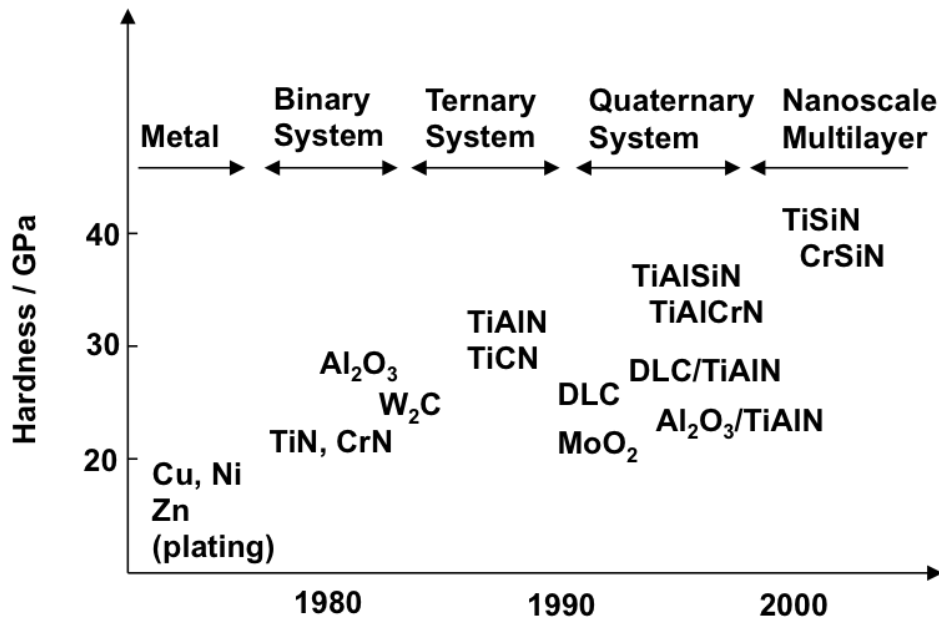 Hardness / GPa
40
30
20
Metal
Binary
System
Ternary
System
Quaternary
System
Nanoscale
Multilayer
TiSiN
CrSiN
TiAlSiN
TiAlCrN
TiAlN
TiCN
Al₂O₃
W₂C
TiN, CrN
DLC
MoO₂
DLC/TiAlN
Al₂O₃/TiAlN
Cu, Ni
Zn
(plating)
1980
1990
2000